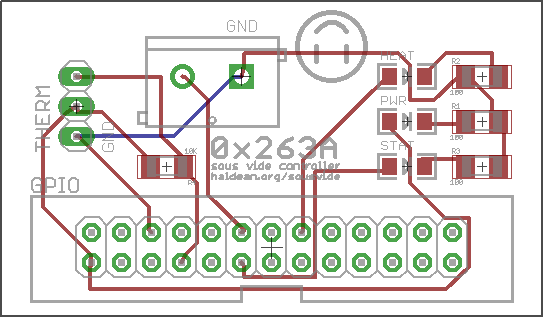 GND
HEAT
R2
100
PWR
R1
100
THERM
GND
0x263A
STAT
R3
100
10K
sous vide controller
haldean.org/sousvide
GPIO